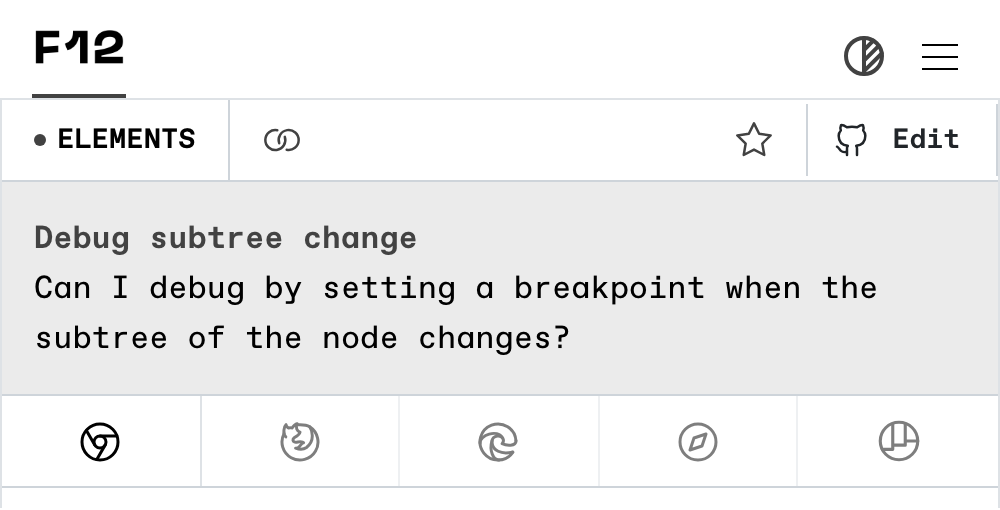 F12
ELEMENTS
Edit
Debug subtree change
Can I debug by setting a breakpoint when the
subtree of the node changes?